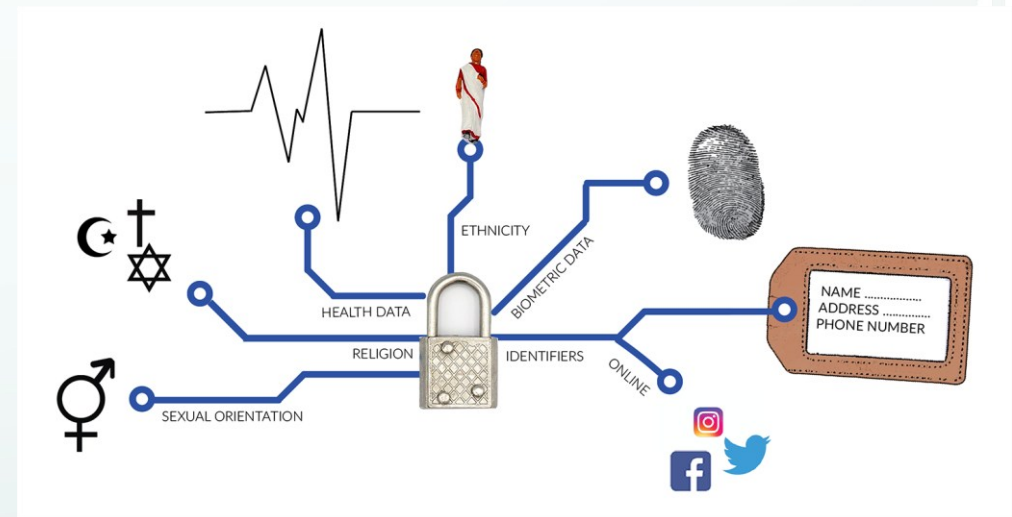 ETHNICITY
BIOMETRIC DATA
HEALTH DATA
RELIGION
IDENTIFIERS
ONLINE
SEXUAL ORIENTATION
NAME ..................
ADDRESS ...............
PHONE NUMBER